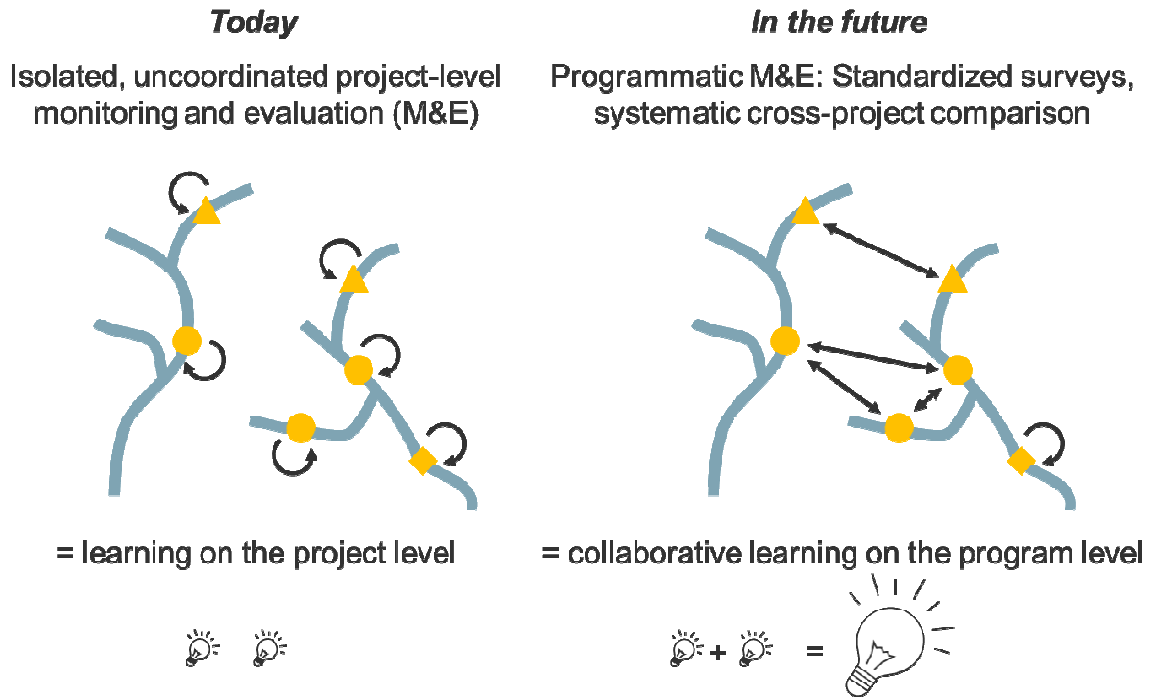 Today
Isolated, uncoordinated project-level
monitoring and evaluation (M&E)
= learning on the project level
In the future
Programmatic M&E: Standardized surveys,
systematic cross-project comparison
= collaborative learning on the program level
+ =